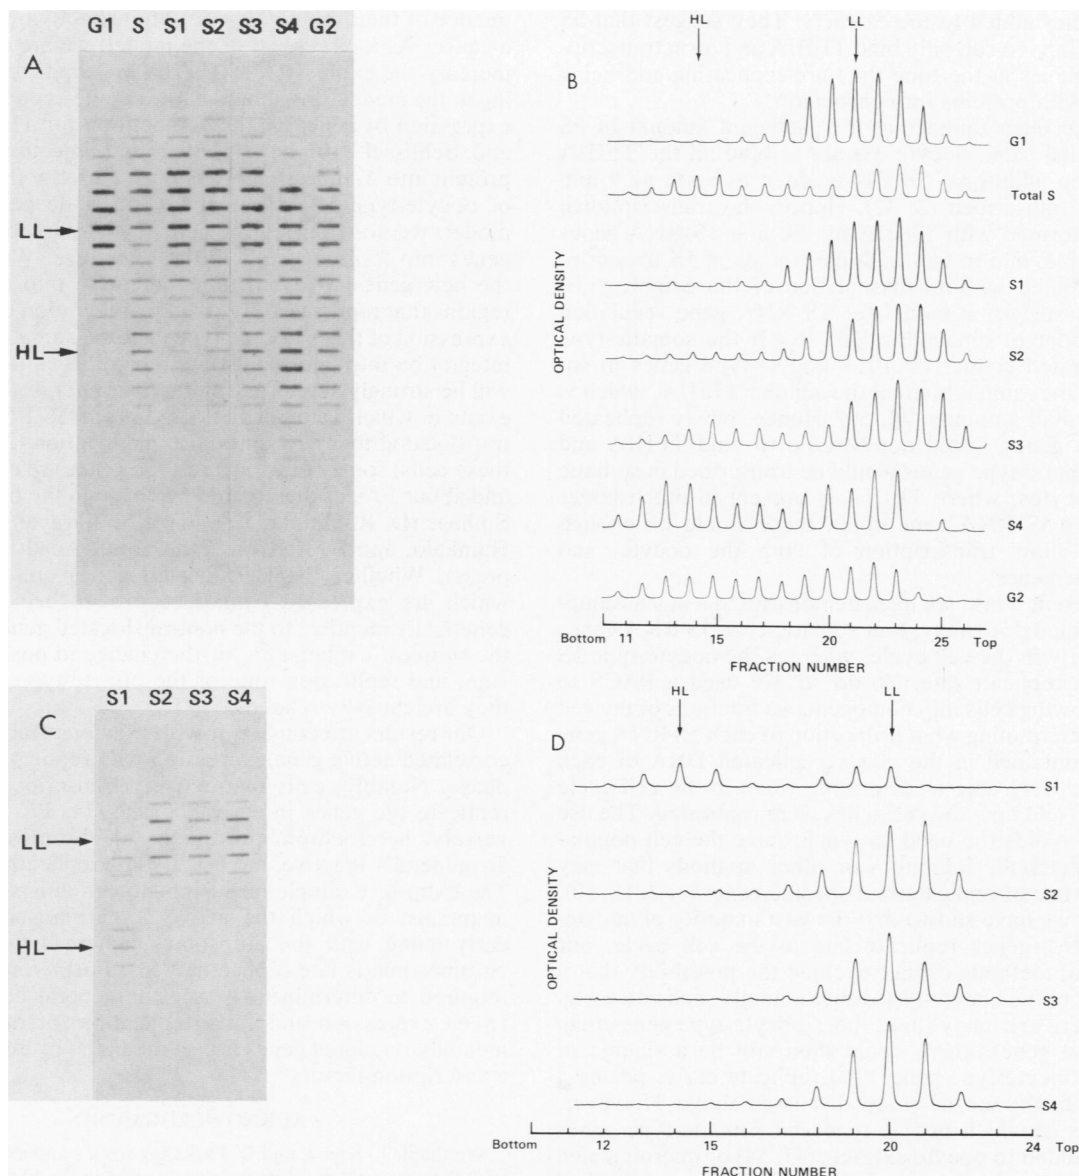 G1 S S1 S2 S3 S4 G2
A
LL
HL
HL LL
B
G1
Total S
S1
S2
S3
S4
G2
OPTICAL DENSITY
Bottom 11 15 20 25 Top
FRACTION NUMBER
S1 S2 S3 S4
C
LL
HL
HL LL
D
S1
S2
S3
S4
OPTICAL DENSITY
Bottom 12 15 20 24 Top
FRACTION NUMBER